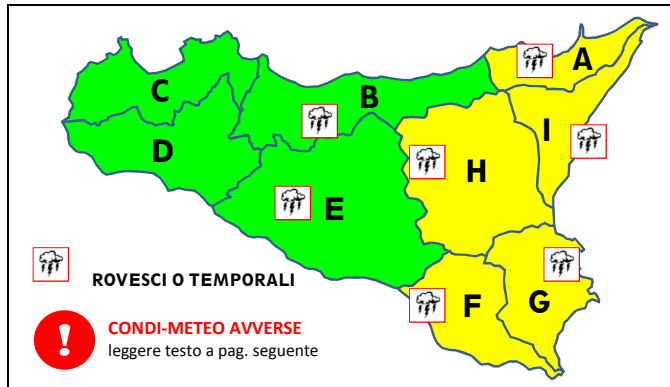 A
C
B
I
D
H
E
ROVESCI O TEMPORALI
F
G
CONDI-METEO AVVERSE
leggere testo a pag. seguente